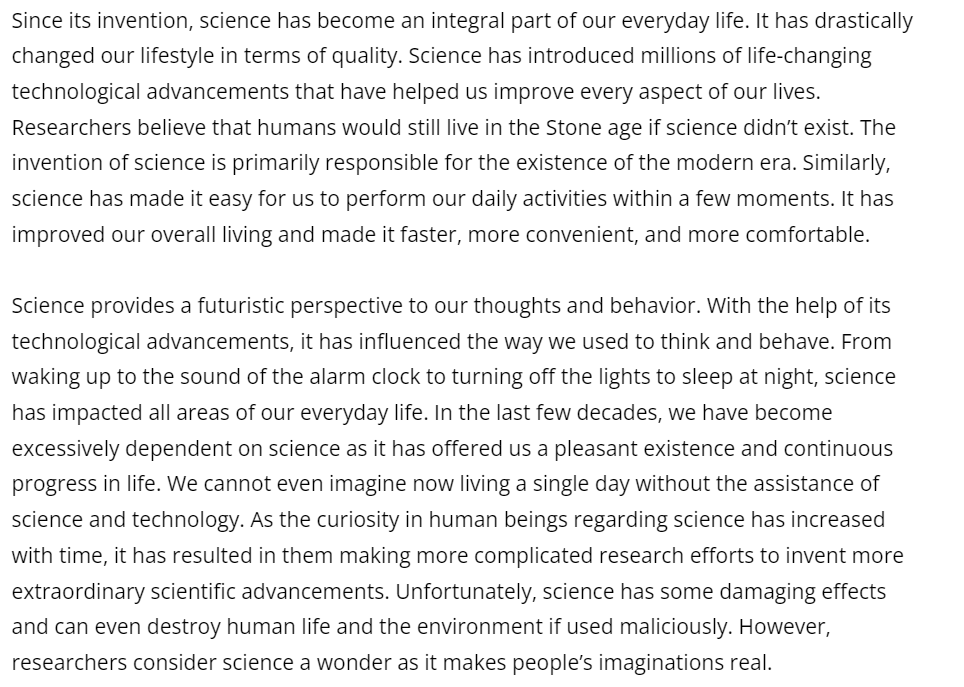 Since its invention, science has become an integral part of our everyday life. It has drastically
changed our lifestyle in terms of quality. Science has introduced millions of life-changing
technological advancements that have helped us improve every aspect of our lives.
Researchers believe that humans would still live in the Stone age if science didn’t exist. The
invention of science is primarily responsible for the existence of the modern era. Similarly,
science has made it easy for us to perform our daily activities within a few moments. It has
improved our overall living and made it faster, more convenient, and more comfortable.

Science provides a futuristic perspective to our thoughts and behavior. With the help of its
technological advancements, it has influenced the way we used to think and behave. From
waking up to the sound of the alarm clock to turning off the lights to sleep at night, science
has impacted all areas of our everyday life. In the last few decades, we have become
excessively dependent on science as it has offered us a pleasant existence and continuous
progress in life. We cannot even imagine now living a single day without the assistance of
science and technology. As the curiosity in human beings regarding science has increased
with time, it has resulted in them making more complicated research efforts to invent more
extraordinary scientific advancements. Unfortunately, science has some damaging effects
and can even destroy human life and the environment if used maliciously. However,
researchers consider science a wonder as it makes people’s imaginations real.